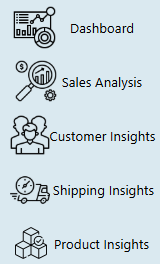 Dashboard
Sales Analysis
Customer Insights
Shipping Insights
Product Insights